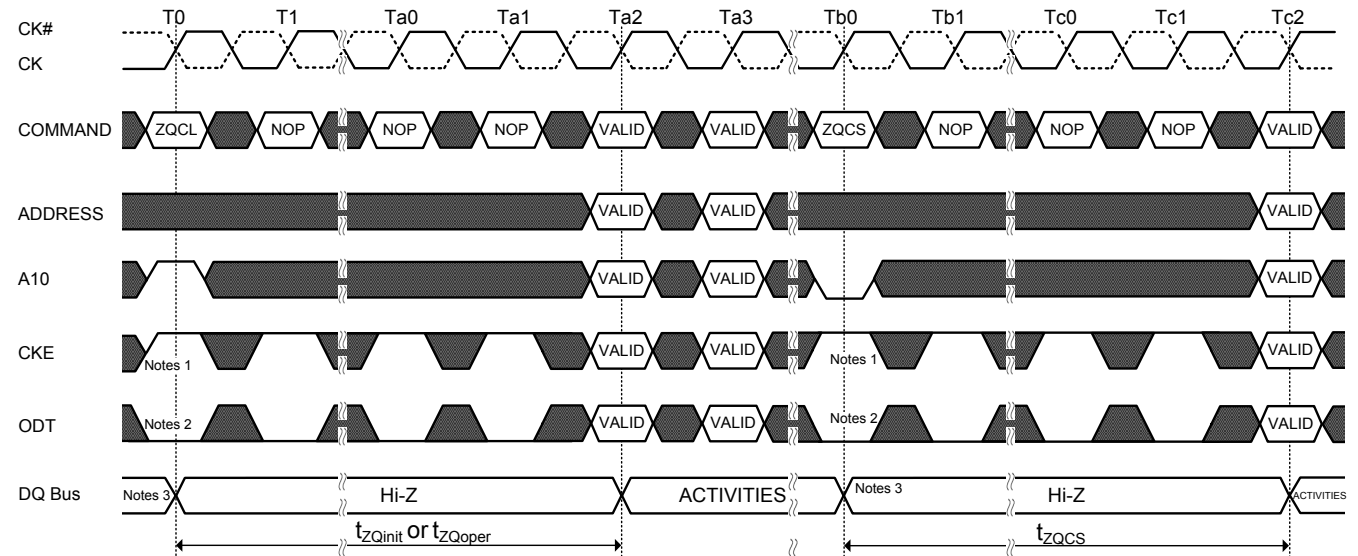 T0 T1 Ta0 Ta1 Ta2 Ta3 Tb0 Tb1 Tc0 Tc1 Tc2
CK#
CK
COMMAND ZQCL NOP NOP NOP VALID VALID ZQCS NOP NOP NOP VALID
ADDRESS VALID VALID VALID
A10 VALID VALID VALID
CKE Notes 1 VALID VALID Notes 1 VALID
ODT Notes 2 VALID VALID Notes 2 VALID
DQ Bus Notes 3 Hi-Z ACTIVITIES Notes 3 Hi-Z ACTIVITIES
tZQinit or tZQoper tZQCS